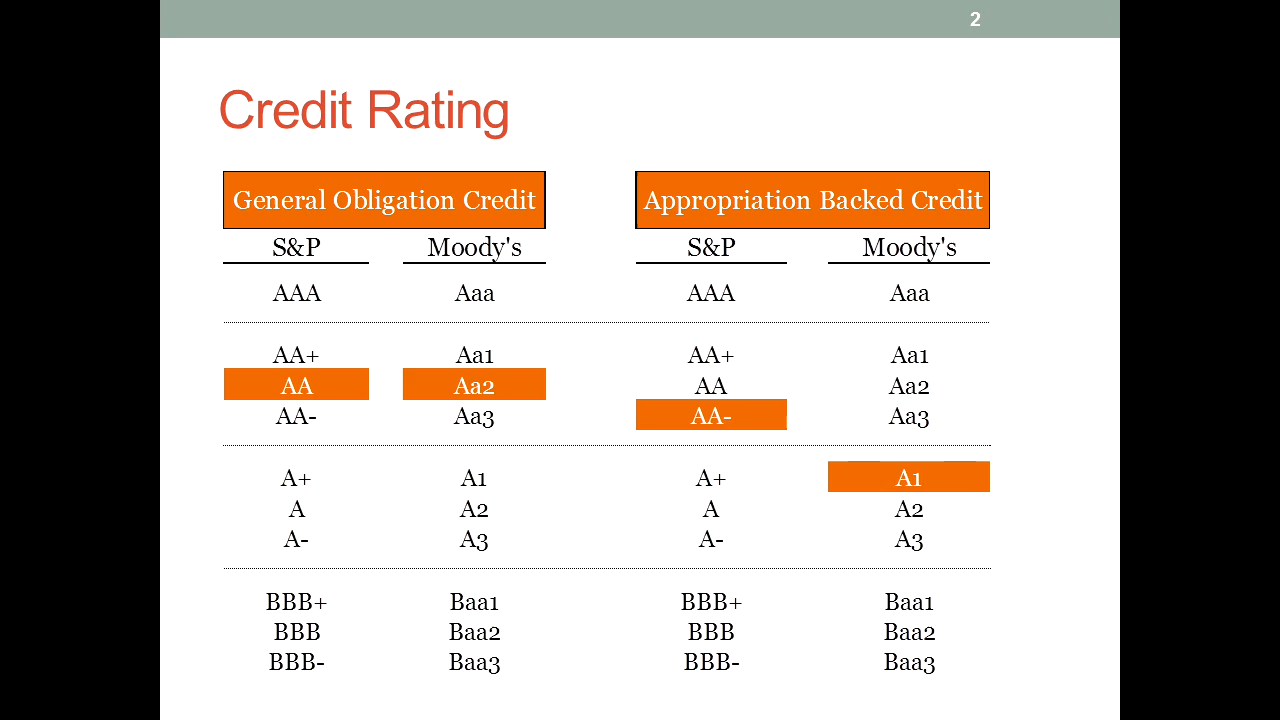 2
Credit Rating
General Obligation Credit Appropriation Backed Credit
S&P Moody's S&P Moody's
AAA Aaa AAA Aaa
AA+ Aa1 AA+ Aa1
AA Aa2 AA Aa2
AA- Aa3 AA- Aa3
A+ A1 A+ A1
A A2 A A2
A- A3 A- A3
BBB+ Baa1 BBB+ Baa1
BBB Baa2 BBB Baa2
BBB- Baa3 BBB- Baa3